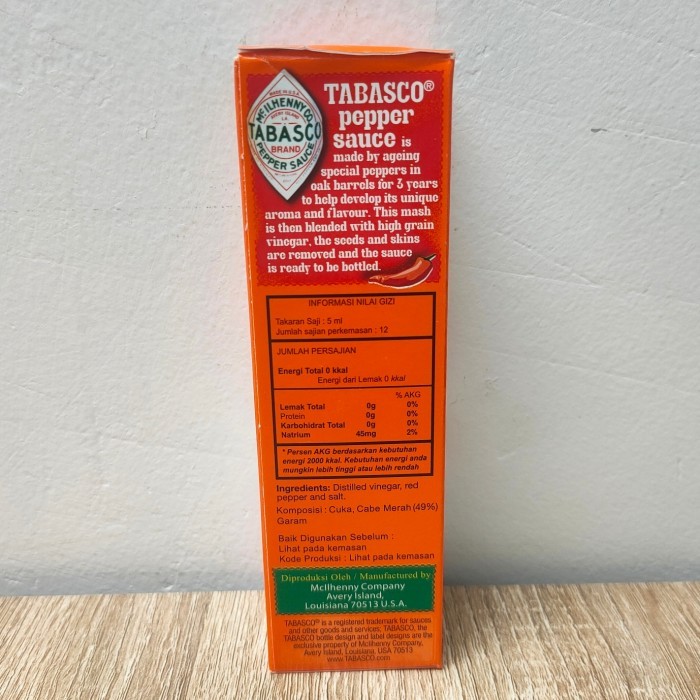 MADE IN U.S.A.
McILHENNY CO.
AVERY ISLAND
LA.
TABASCO
BRAND
PEPPER SAUCE
TABASCO®
pepper
sauce is
made by ageing
special peppers in
oak barrels for 3 years
to help develop its unique
aroma and flavour. This mash
is then blended with high grain
vinegar, the seeds and skins
are removed and the sauce
is ready to be bottled.
INFORMASI NILAI GIZI
Takaran Saji : 5 ml
Jumlah sajian perkemasan : 12
JUMLAH PERSAJIAN
Energi Total 0 kkal
Energi dari Lemak 0 kkal
% AKG
Lemak Total 0g 0%
Protein 0g 0%
Karbohidrat Total 0g 0%
Natrium 45mg 2%
* Persen AKG berdasarkan kebutuhan
energi 2000 kkal. Kebutuhan energi anda
mungkin lebih tinggi atau lebih rendah
Ingredients: Distilled vinegar, red
pepper and salt.
Komposisi : Cuka, Cabe Merah (49%)
Garam
Baik Digunakan Sebelum :
Lihat pada kemasan
Kode Produksi : Lihat pada kemasan
Diproduksi Oleh / Manufactured by
McIlhenny Company
Avery Island,
Louisiana 70513 U.S.A.
TABASCO® is a registered trademark for sauces
and other goods and services; TABASCO, the
TABASCO bottle design and label designs are the
exclusive property of McIlhenny Company,
Avery Island, Louisiana, USA 70513
www.TABASCO.com